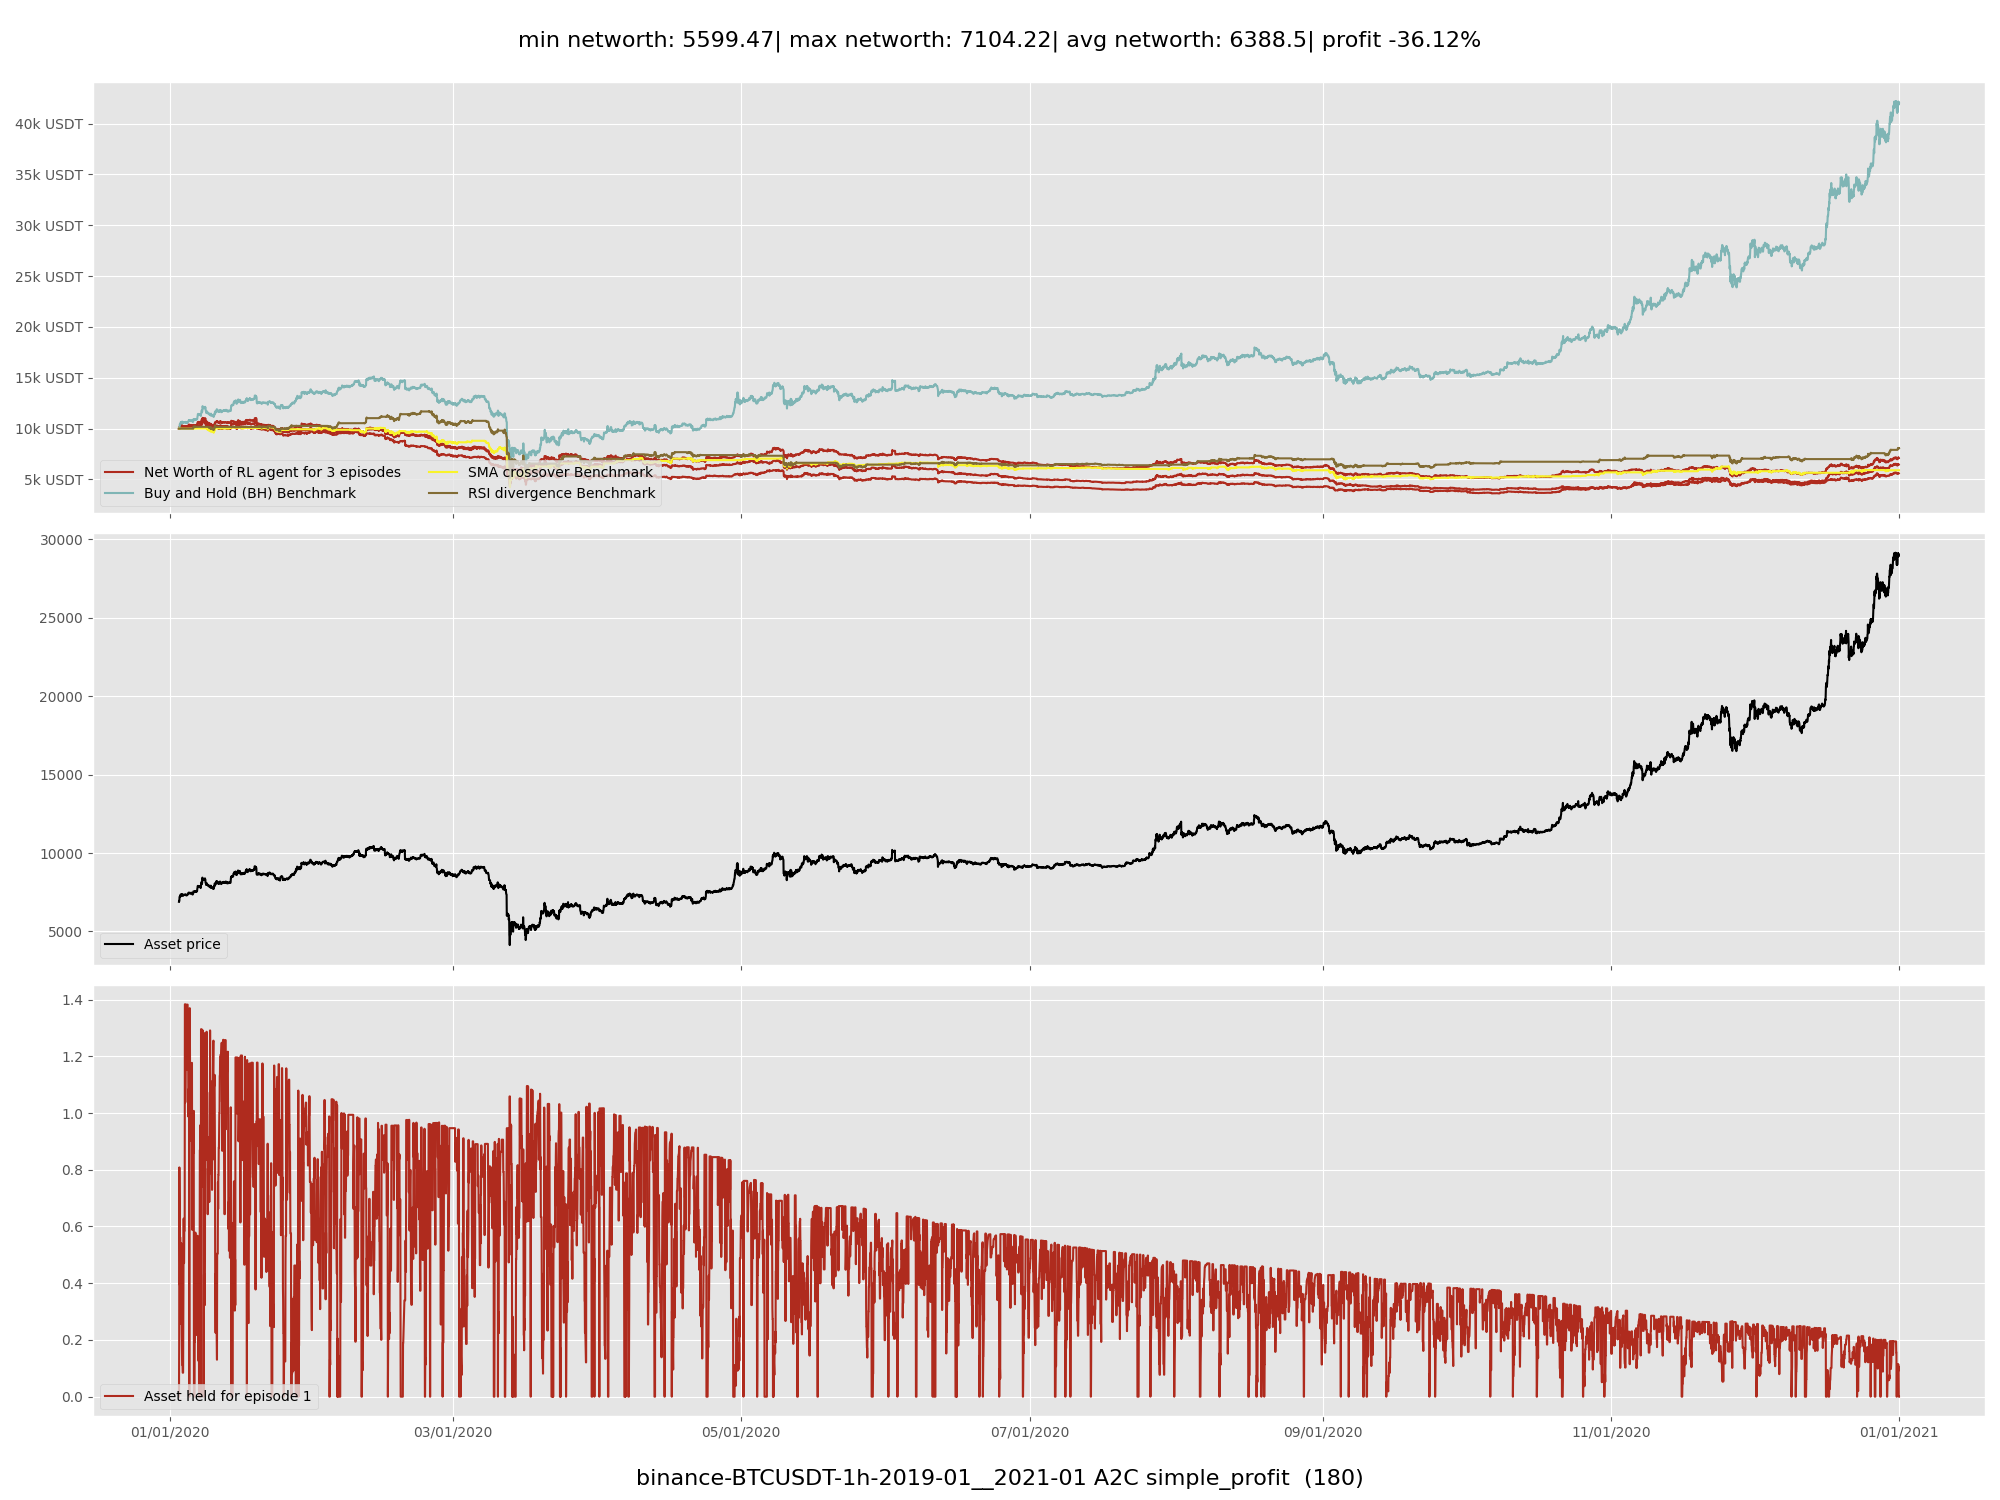 min networth: 5599.47| max networth: 7104.22| avg networth: 6388.5| profit -36.12%
40k USDT
35k USDT
30k USDT
25k USDT
20k USDT
15k USDT
10k USDT
5k USDT
Net Worth of RL agent for 3 episodes
Buy and Hold (BH) Benchmark
SMA crossover Benchmark
RSI divergence Benchmark
30000
25000
20000
15000
10000
5000
Asset price
1.4
1.2
1.0
0.8
0.6
0.4
0.2
0.0
Asset held for episode 1
01/01/2020 03/01/2020 05/01/2020 07/01/2020 09/01/2020 11/01/2020 01/01/2021
binance-BTCUSDT-1h-2019-01__2021-01 A2C simple_profit (180)